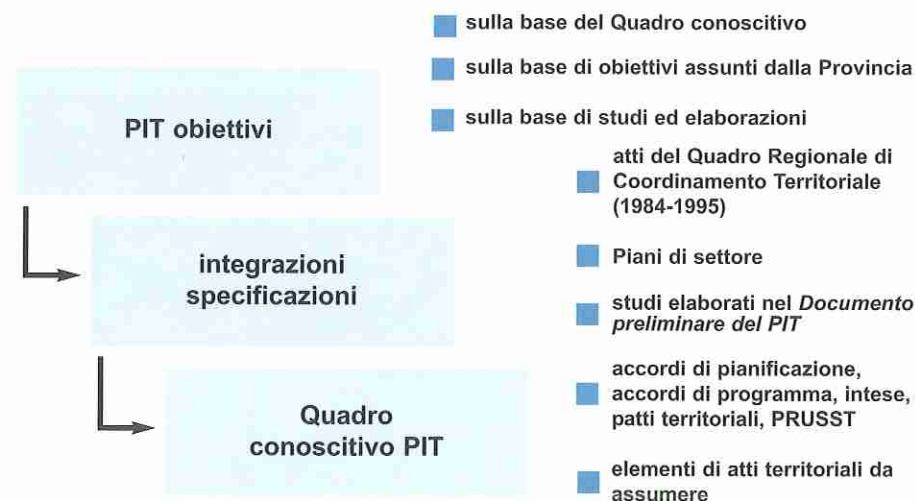 sulla base del Quadro conoscitivo
sulla base di obiettivi assunti dalla Provincia
sulla base di studi ed elaborazioni
PIT obiettivi
integrazioni
specificazioni
Quadro
conoscitivo PIT
atti del Quadro Regionale di
Coordinamento Territoriale
(1984-1995)
Piani di settore
studi elaborati nel Documento
preliminare del PIT
accordi di pianificazione,
accordi di programma, intese,
patti territoriali, PRUSST
elementi di atti territoriali da
assumere